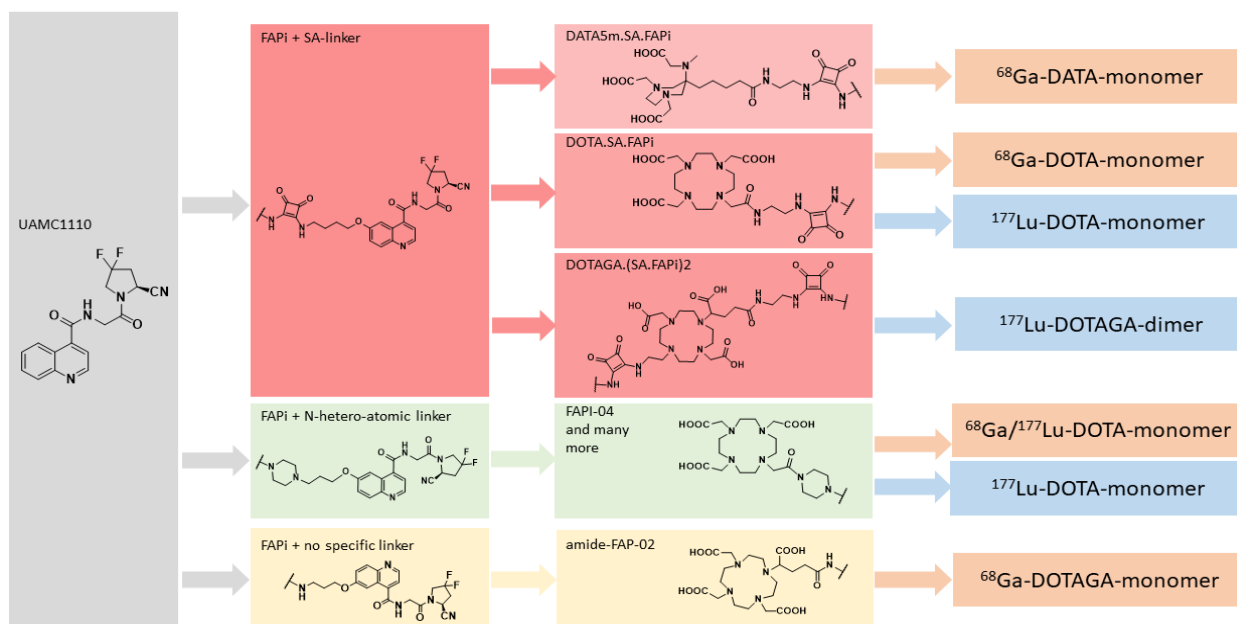 UAMC1110
FAPi + SA-linker
DATA5m.SA.FAPi
DOTA.SA.FAPi
DOTAGA.(SA.FAPi)2
FAPi + N-hetero-atomic linker
FAPI-04
and many
more
FAPi + no specific linker
amide-FAP-02
⁶⁸Ga-DATA-monomer
⁶⁸Ga-DOTA-monomer
¹⁷⁷Lu-DOTA-monomer
¹⁷⁷Lu-DOTAGA-dimer
⁶⁸Ga/¹⁷⁷Lu-DOTA-monomer
¹⁷⁷Lu-DOTA-monomer
⁶⁸Ga-DOTAGA-monomer